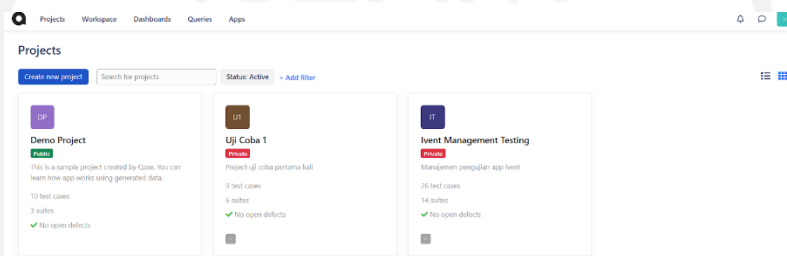 Projects Workspace Dashboards Queries Apps
Projects
Create new project Search for projects Status: Active + Add filter
DP
Demo Project
Public
This is a sample project created by Qase. You can
learn how app works using generated data.
10 test cases
3 suites
No open defects
U1
Uji Coba 1
Private
Project uji coba pertama kali
9 test cases
6 suites
No open defects
IT
Ivent Management Testing
Private
Manajemen pengujian app Ivent
26 test cases
14 suites
No open defects